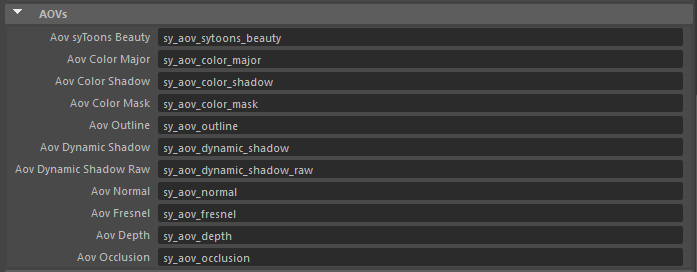 AOVs
Aov syToons Beauty sy_aov_sytoons_beauty
Aov Color Major sy_aov_color_major
Aov Color Shadow sy_aov_color_shadow
Aov Color Mask sy_aov_color_mask
Aov Outline sy_aov_outline
Aov Dynamic Shadow sy_aov_dynamic_shadow
Aov Dynamic Shadow Raw sy_aov_dynamic_shadow_raw
Aov Normal sy_aov_normal
Aov Fresnel sy_aov_fresnel
Aov Depth sy_aov_depth
Aov Occlusion sy_aov_occlusion